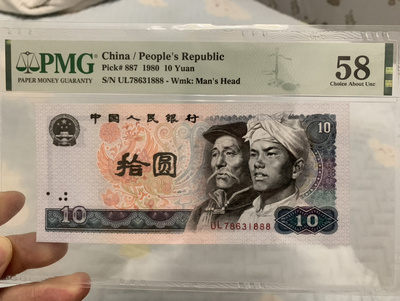 PMG
PAPER MONEY GUARANTY
China / People's Republic
Pick# 887 1980 10 Yuan
S/N UL78631888 - Wmk: Man's Head
58
Choice About Unc
中国人民银行
10
拾圆
10
UL78631888
10